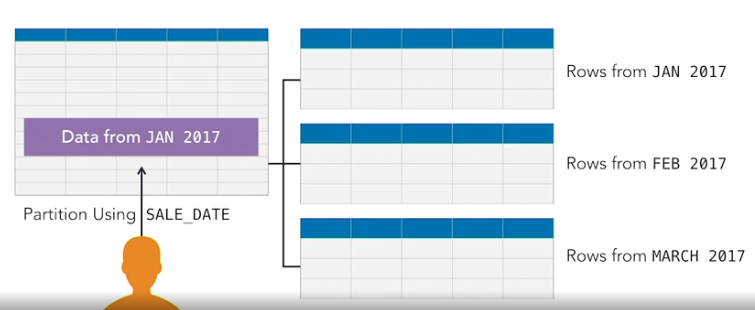 Data from JAN 2017
Partition Using SALE_DATE
Rows from JAN 2017
Rows from FEB 2017
Rows from MARCH 2017